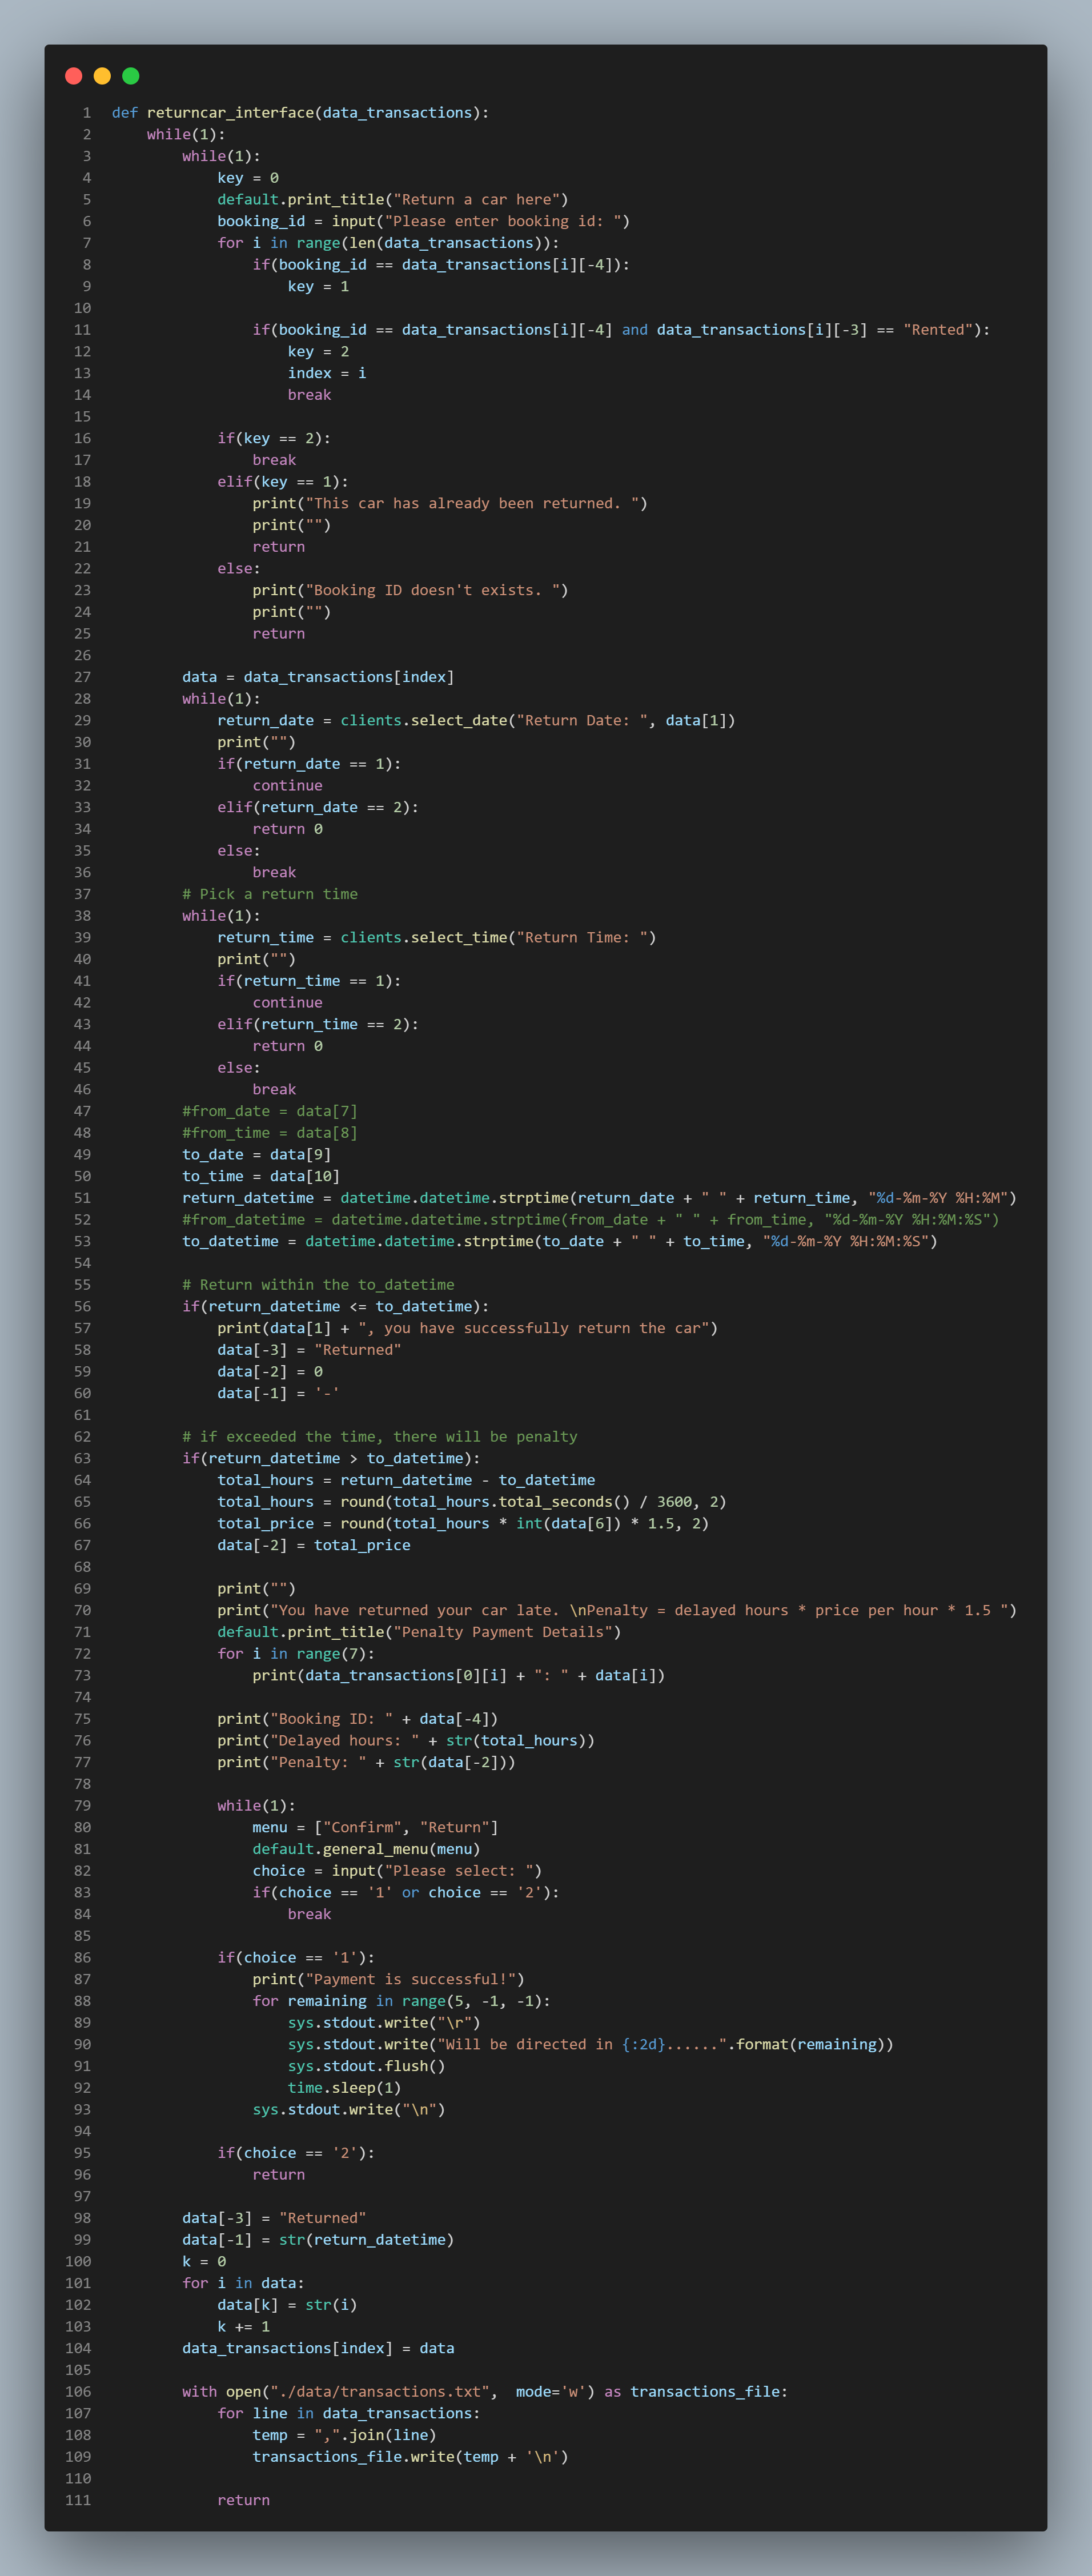 1 def returncar_interface(data_transactions):
2     while(1):
3         while(1):
4             key = 0
5             default.print_title("Return a car here")
6             booking_id = input("Please enter booking id: ")
7             for i in range(len(data_transactions)):
8                 if(booking_id == data_transactions[i][-4]):
9                     key = 1
10
11                 if(booking_id == data_transactions[i][-4] and data_transactions[i][-3] == "Rented"):
12                     key = 2
13                     index = i
14                     break
15
16             if(key == 2):
17                 break
18             elif(key == 1):
19                 print("This car has already been returned. ")
20                 print("")
21                 return
22             else:
23                 print("Booking ID doesn't exists. ")
24                 print("")
25                 return
26
27         data = data_transactions[index]
28         while(1):
29             return_date = clients.select_date("Return Date: ", data[1])
30             print("")
31             if(return_date == 1):
32                 continue
33             elif(return_date == 2):
34                 return 0
35             else:
36                 break
37         # Pick a return time
38         while(1):
39             return_time = clients.select_time("Return Time: ")
40             print("")
41             if(return_time == 1):
42                 continue
43             elif(return_time == 2):
44                 return 0
45             else:
46                 break
47         #from_date = data[7]
48         #from_time = data[8]
49         to_date = data[9]
50         to_time = data[10]
51         return_datetime = datetime.datetime.strptime(return_date + " " + return_time, "%d-%m-%Y %H:%M")
52         #from_datetime = datetime.datetime.strptime(from_date + " " + from_time, "%d-%m-%Y %H:%M:%S")
53         to_datetime = datetime.datetime.strptime(to_date + " " + to_time, "%d-%m-%Y %H:%M:%S")
54
55         # Return within the to_datetime
56         if(return_datetime <= to_datetime):
57             print(data[1] + ", you have successfully return the car")
58             data[-3] = "Returned"
59             data[-2] = 0
60             data[-1] = '-'
61
62         # if exceeded the time, there will be penalty
63         if(return_datetime > to_datetime):
64             total_hours = return_datetime - to_datetime
65             total_hours = round(total_hours.total_seconds() / 3600, 2)
66             total_price = round(total_hours * int(data[6]) * 1.5, 2)
67             data[-2] = total_price
68
69             print("")
70             print("You have returned your car late. \nPenalty = delayed hours * price per hour * 1.5 ")
71             default.print_title("Penalty Payment Details")
72             for i in range(7):
73                 print(data_transactions[0][i] + ": " + data[i])
74
75             print("Booking ID: " + data[-4])
76             print("Delayed hours: " + str(total_hours))
77             print("Penalty: " + str(data[-2]))
78
79             while(1):
80                 menu = ["Confirm", "Return"]
81                 default.general_menu(menu)
82                 choice = input("Please select: ")
83                 if(choice == '1' or choice == '2'):
84                     break
85
86             if(choice == '1'):
87                 print("Payment is successful!")
88                 for remaining in range(5, -1, -1):
89                     sys.stdout.write("\r")
90                     sys.stdout.write("Will be directed in {:2d}......".format(remaining))
91                     sys.stdout.flush()
92                     time.sleep(1)
93                 sys.stdout.write("\n")
94
95             if(choice == '2'):
96                 return
97
98         data[-3] = "Returned"
99         data[-1] = str(return_datetime)
100         k = 0
101         for i in data:
102             data[k] = str(i)
103             k += 1
104         data_transactions[index] = data
105
106         with open("./data/transactions.txt",  mode='w') as transactions_file:
107             for line in data_transactions:
108                 temp = ",".join(line)
109                 transactions_file.write(temp + '\n')
110
111             return